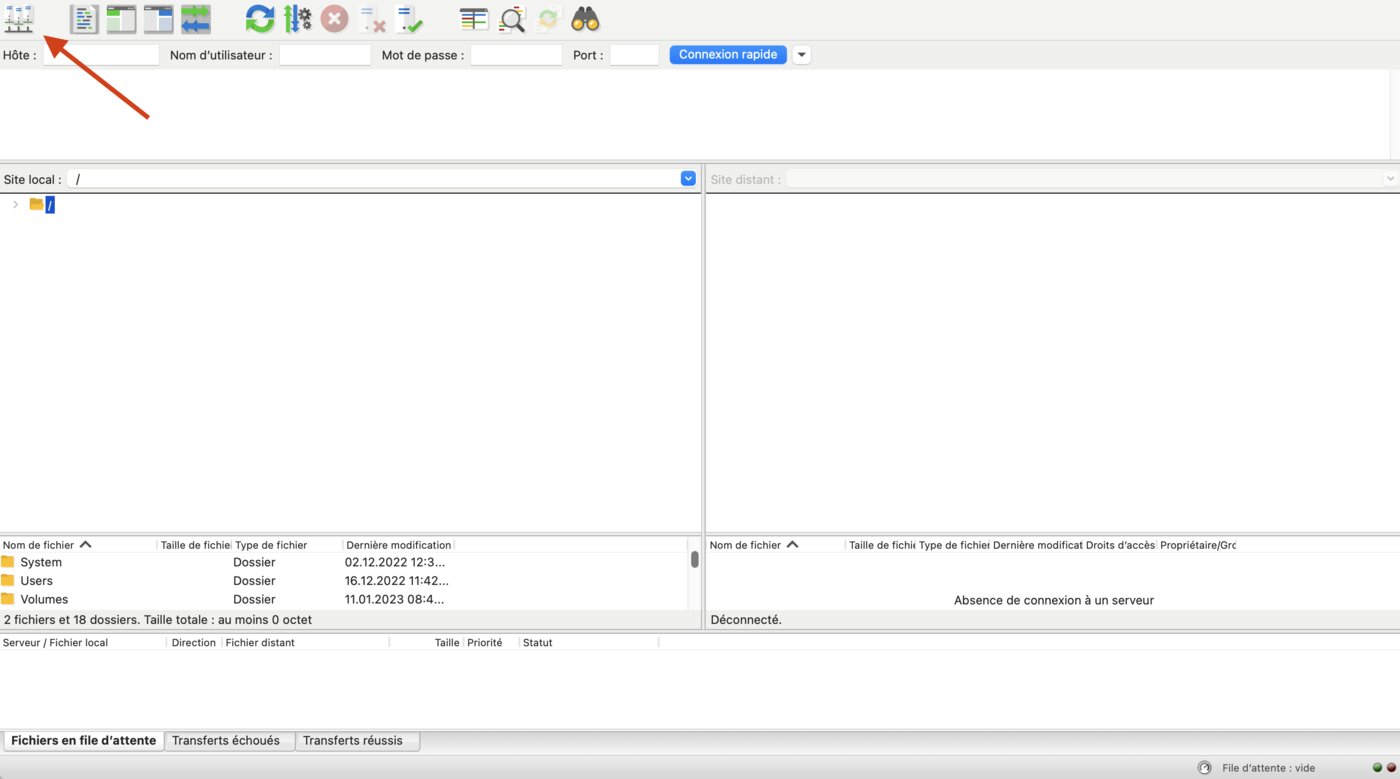 Hôte : Nom d'utilisateur : Mot de passe : Port : Connexion rapide
Site local : /
Site distant :
/
Nom de fichier Taille de fichie Type de fichier Dernière modification
System Dossier 02.12.2022 12:3...
Users Dossier 16.12.2022 11:42...
Volumes Dossier 11.01.2023 08:4...
2 fichiers et 18 dossiers. Taille totale : au moins 0 octet
Nom de fichier Taille de fichi Type de fichier Dernière modificat Droits d'accès Propriétaire/Gro
Absence de connexion à un serveur
Déconnecté.
Serveur / Fichier local Direction Fichier distant Taille Priorité Statut
Fichiers en file d'attente Transferts échoués Transferts réussis
File d'attente : vide